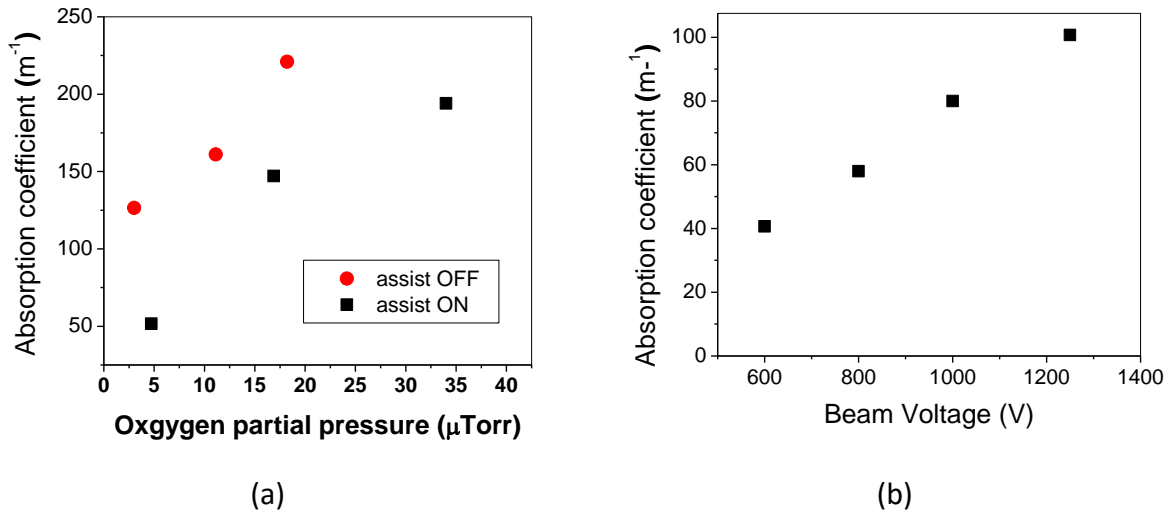 250
200
150
100
50
0 5 10 15 20 25 30 35 40
Absorption coefficient (m⁻¹)
assist OFF
assist ON
Oxgygen partial pressure (μTorr)
(a)
100
80
60
40
20
0
600 800 1000 1200 1400
Absorption coefficient (m-¹)
Beam Voltage (V)
(b)